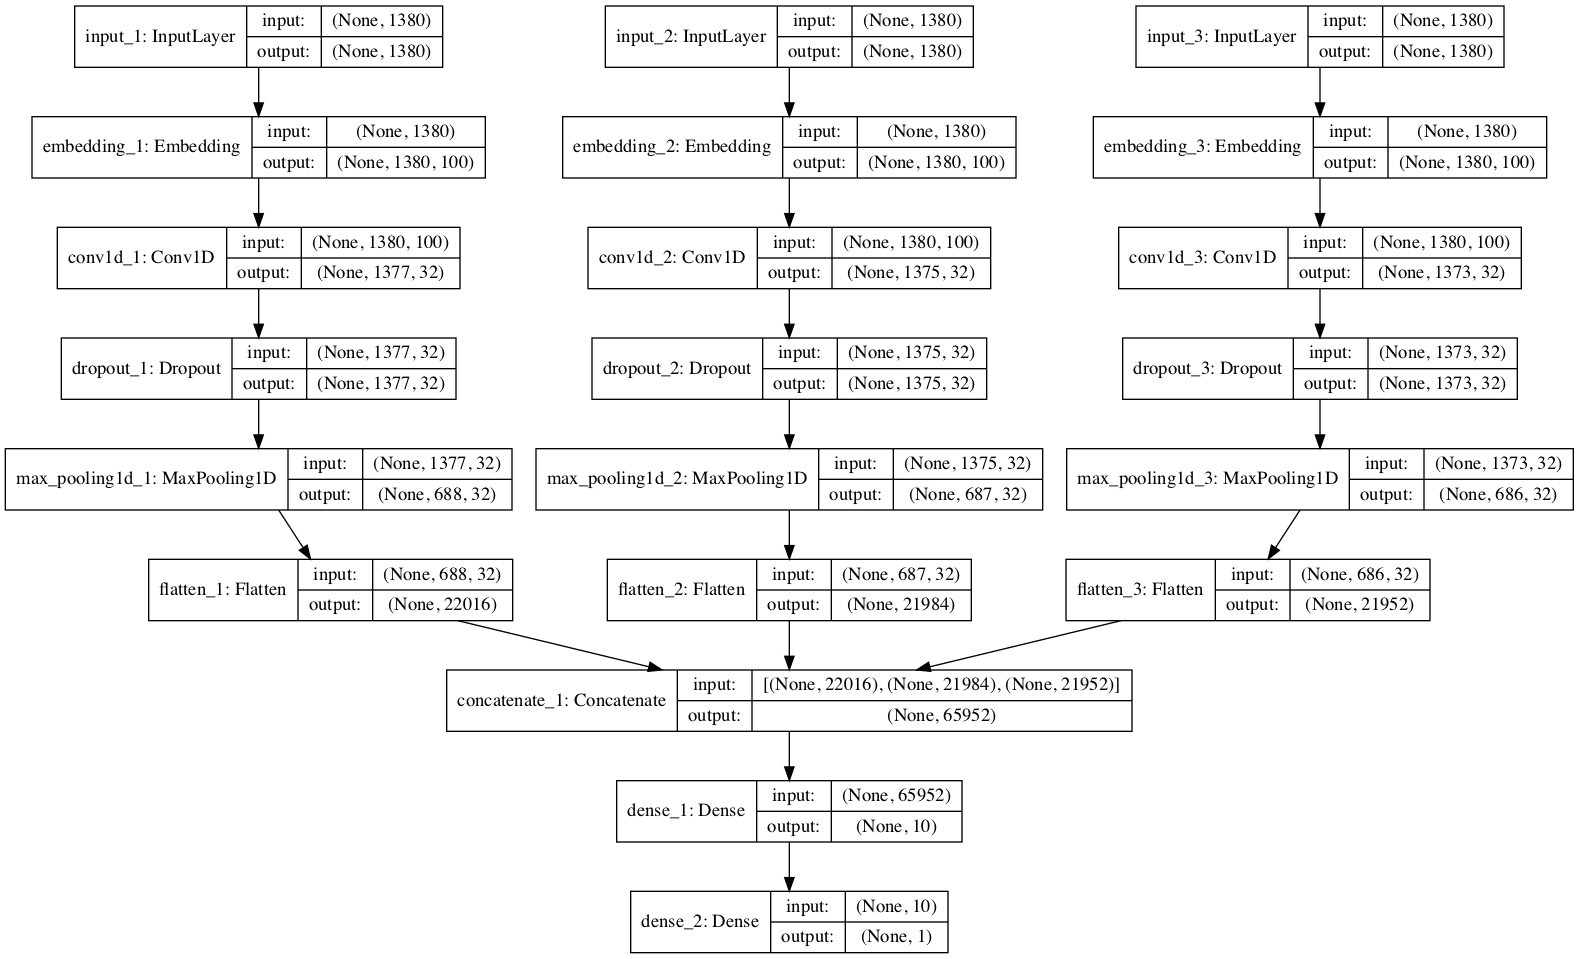 input_1: InputLayer
input: (None, 1380)
output: (None, 1380)
input_2: InputLayer
input: (None, 1380)
output: (None, 1380)
input_3: InputLayer
input: (None, 1380)
output: (None, 1380)
embedding_1: Embedding
input: (None, 1380)
output: (None, 1380, 100)
embedding_2: Embedding
input: (None, 1380)
output: (None, 1380, 100)
embedding_3: Embedding
input: (None, 1380)
output: (None, 1380, 100)
conv1d_1: Conv1D
input: (None, 1380, 100)
output: (None, 1377, 32)
conv1d_2: Conv1D
input: (None, 1380, 100)
output: (None, 1375, 32)
conv1d_3: Conv1D
input: (None, 1380, 100)
output: (None, 1373, 32)
dropout_1: Dropout
input: (None, 1377, 32)
output: (None, 1377, 32)
dropout_2: Dropout
input: (None, 1375, 32)
output: (None, 1375, 32)
dropout_3: Dropout
input: (None, 1373, 32)
output: (None, 1373, 32)
max_pooling1d_1: MaxPooling1D
input: (None, 1377, 32)
output: (None, 688, 32)
max_pooling1d_2: MaxPooling1D
input: (None, 1375, 32)
output: (None, 687, 32)
max_pooling1d_3: MaxPooling1D
input: (None, 1373, 32)
output: (None, 686, 32)
flatten_1: Flatten
input: (None, 688, 32)
output: (None, 22016)
flatten_2: Flatten
input: (None, 687, 32)
output: (None, 21984)
flatten_3: Flatten
input: (None, 686, 32)
output: (None, 21952)
concatenate_1: Concatenate
input: [(None, 22016), (None, 21984), (None, 21952)]
output: (None, 65952)
dense_1: Dense
input: (None, 65952)
output: (None, 10)
dense_2: Dense
input: (None, 10)
output: (None, 1)